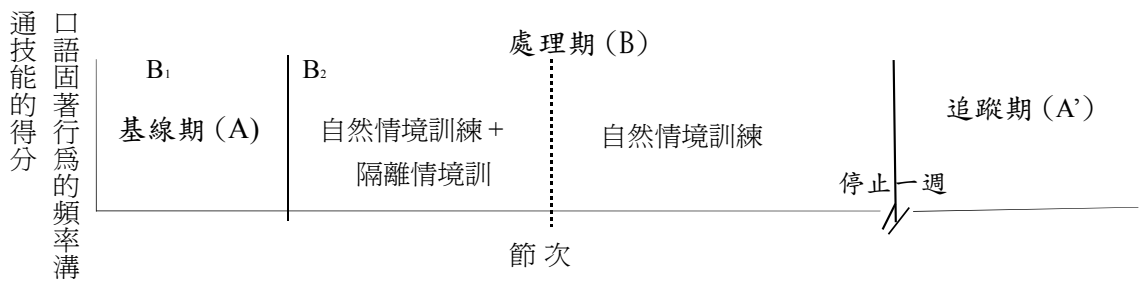 口語固著行為的頻率溝
通技能的得分
處理期(B)
B₁
B₂
基線期(A)
自然情境訓練+
隔離情境訓
自然情境訓練
追蹤期(A’)
停止一週
節次